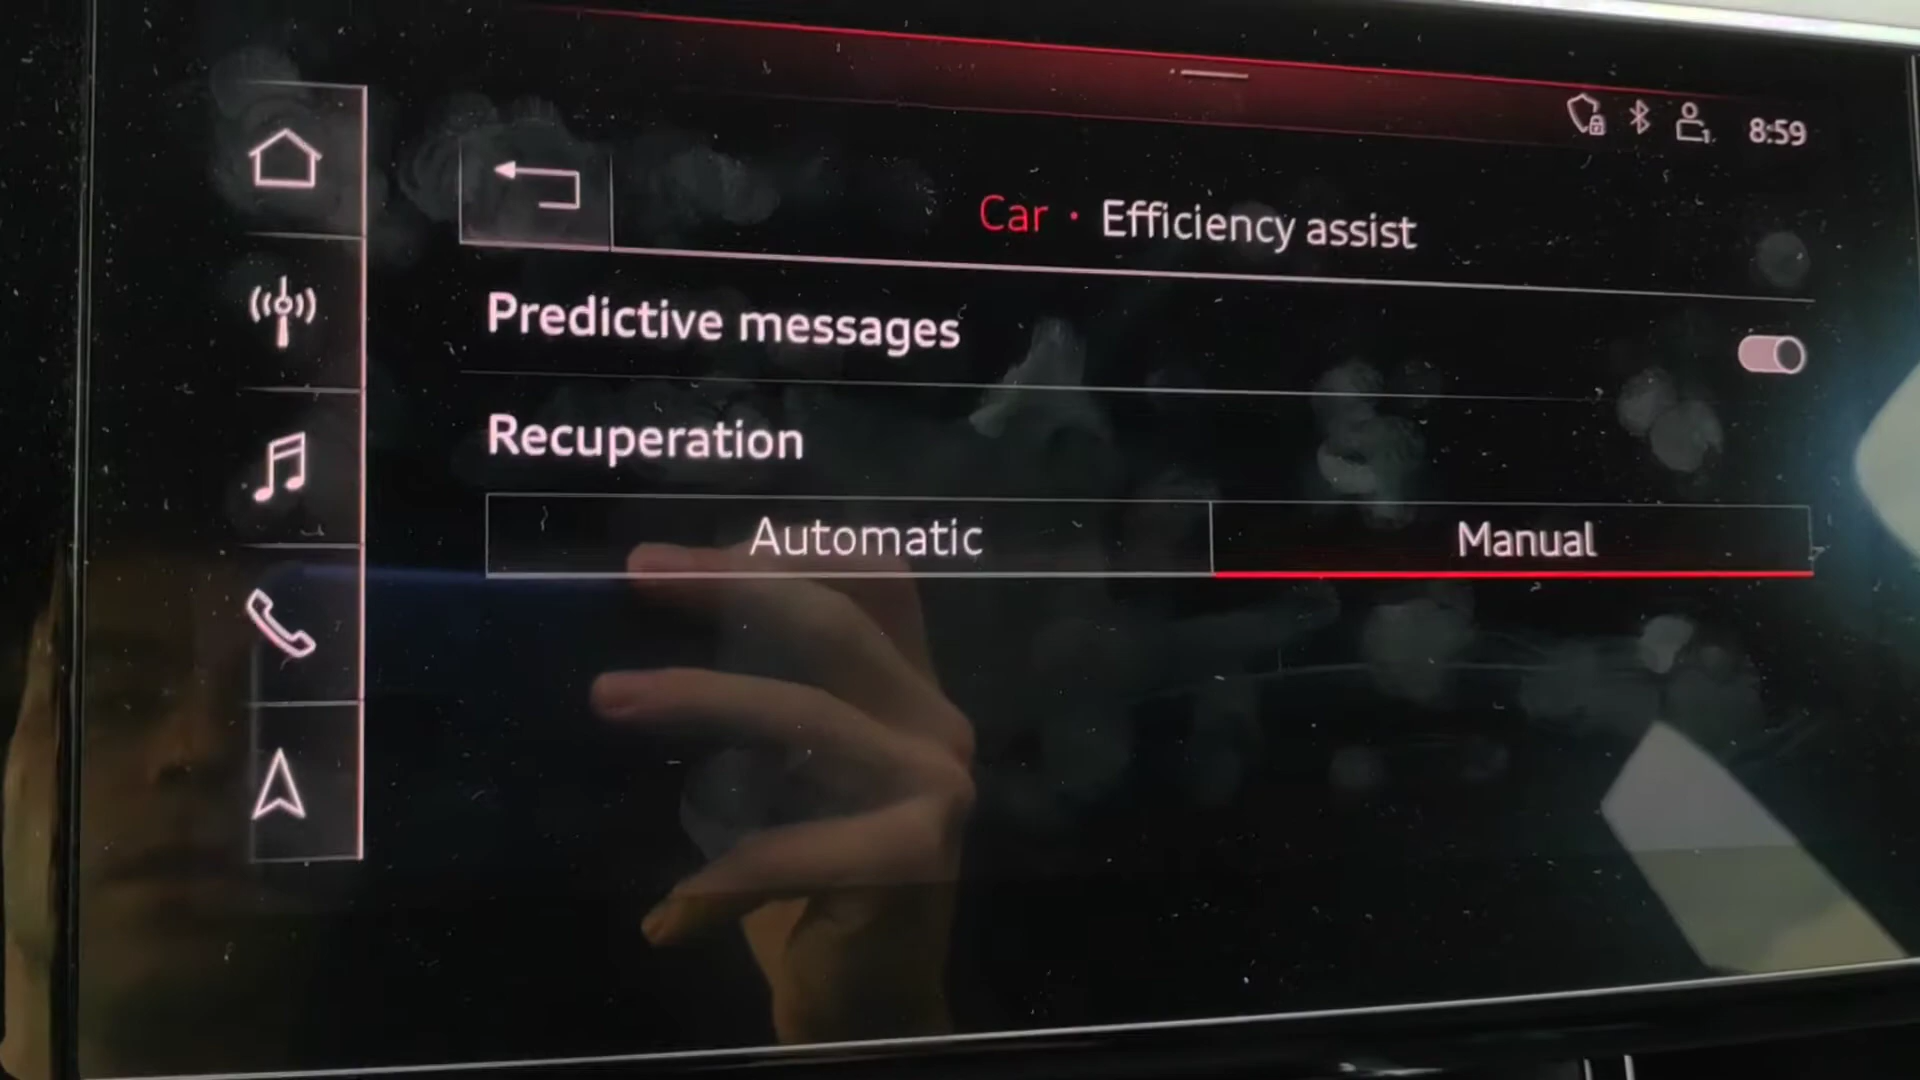 8:59
Car · Efficiency assist
Predictive messages
Recuperation
Automatic Manual